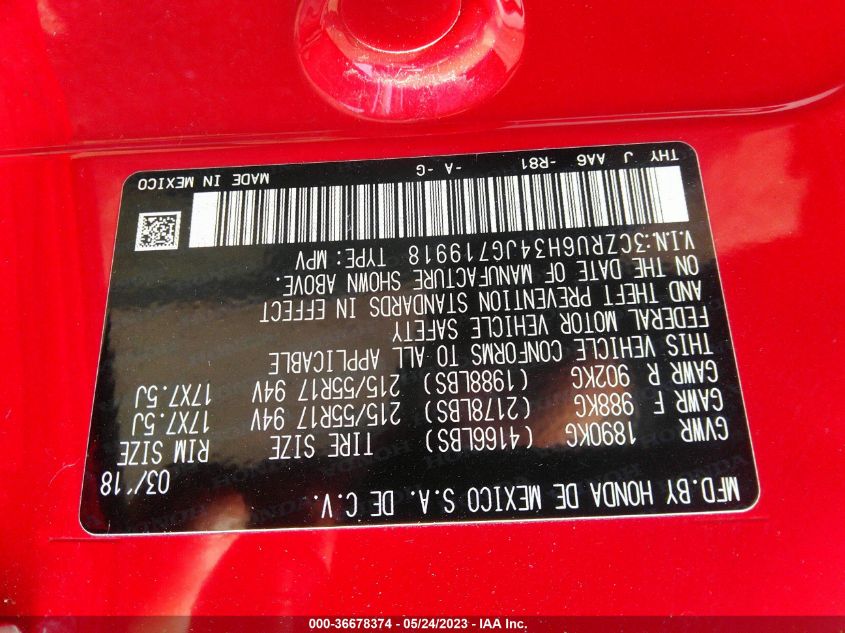 MFD.BY HONDA DE MEXICO S.A. DE C.V. 03/'18
GVWR 1890KG (4166LBS) TIRE SIZE RIM SIZE
GAWR F 988KG (2178LBS) 215/55R17 94V 17X7.5J
GAWR R 902KG (1988LBS) 215/55R17 94V 17X7.5J
THIS VEHICLE CONFORMS TO ALL APPLICABLE
FEDERAL MOTOR VEHICLE SAFETY
AND THEFT PREVENTION STANDARDS IN EFFECT
ON THE DATE OF MANUFACTURE SHOWN ABOVE.
V.I.N:3CZRU6H34JG719918 TYPE: MPV
THY J AA6 -R81 -A -G MADE IN MEXICO
000-36678374 - 05/24/2023 - IAA Inc.